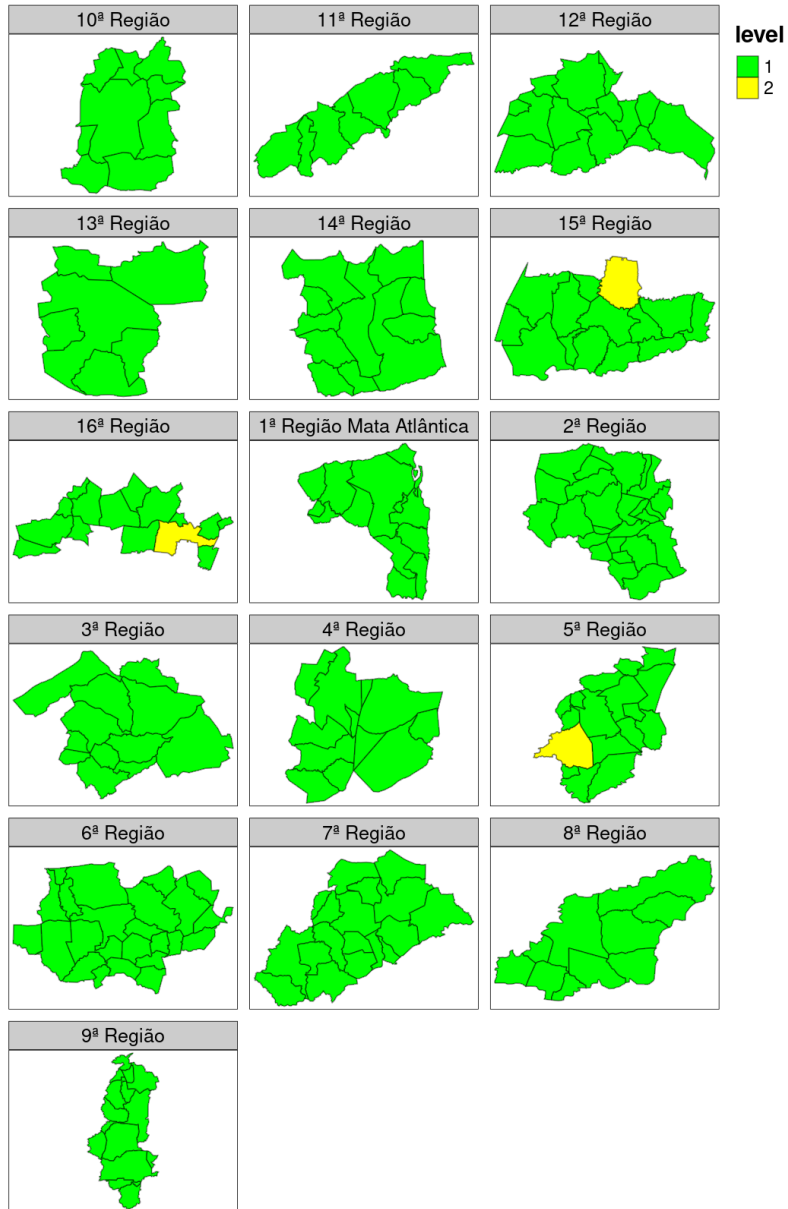 10ª Região
11ª Região
12ª Região
level
1
2
13ª Região
14ª Região
15ª Região
16ª Região
1ª Região Mata Atlântica
2ª Região
3ª Região
4ª Região
5ª Região
6ª Região
7ª Região
8ª Região
9ª Região